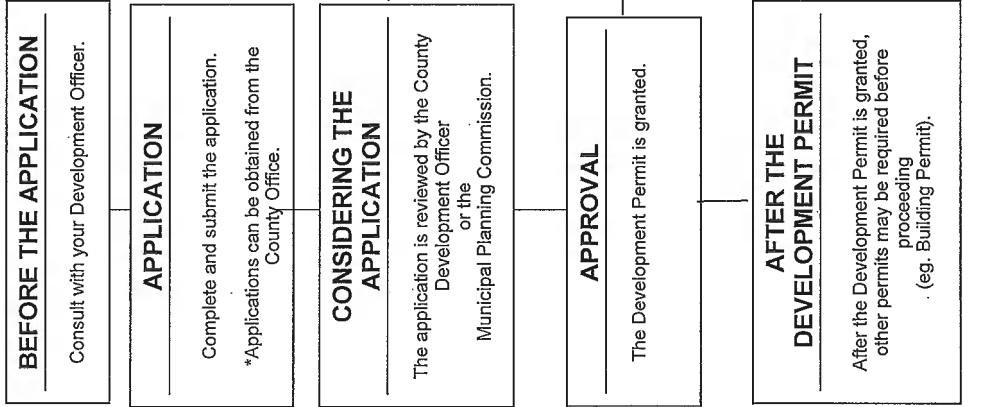 BEFORE THE APPLICATION
Consult with your Development Officer.
APPLICATION
Complete and submit the application.
*Applications can be obtained from the
County Office.
CONSIDERING THE
APPLICATION
The application is reviewed by the County
Development Officer
or the
Municipal Planning Commission.
APPROVAL
The Development Permit is granted.
AFTER THE
DEVELOPMENT PERMIT
After the Development Permit is granted,
other permits may be required before
proceeding
. (eg. Building Permit).